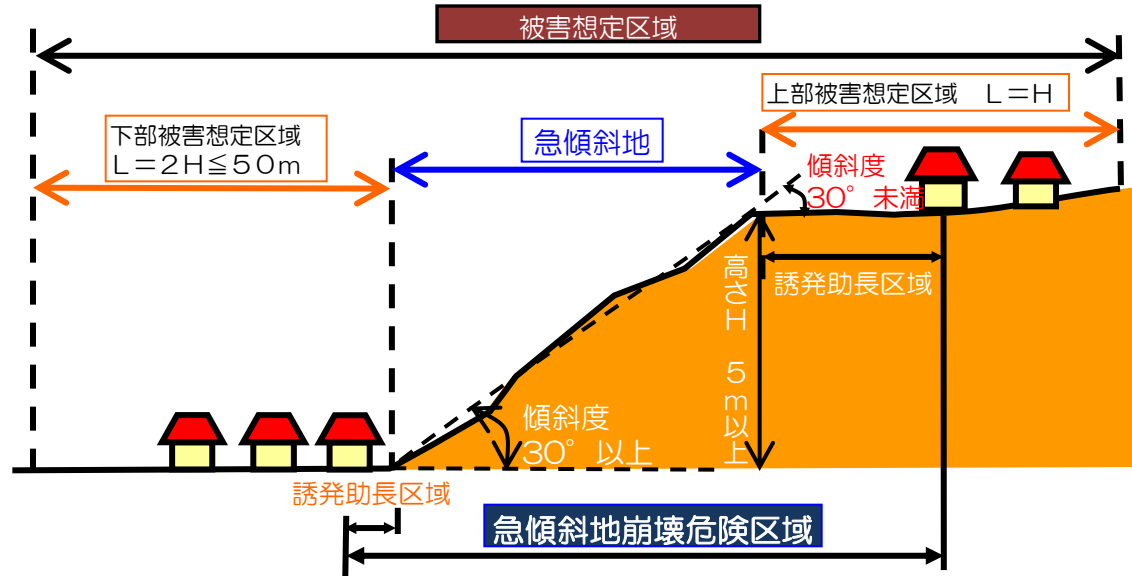 被害想定区域
上部被害想定区域　L=H
下部被害想定区域
L=2H≦50m
急傾斜地
傾斜度
30°未満
誘発助長区域
高さH　5m以上
傾斜度
30°以上
誘発助長区域
急傾斜地崩壊危険区域